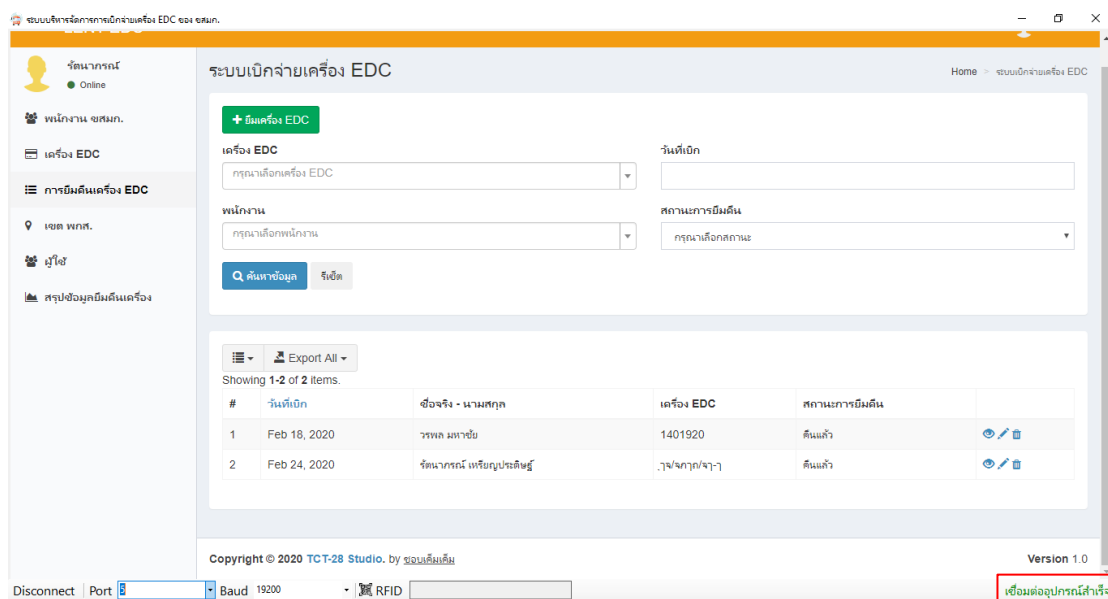 ระบบบริหารจัดการการเบิกจ่ายเครื่อง EDC ของ ขสมก.
รัตนาภรณ์
Online
พนักงาน ขสมก.
เครื่อง EDC
การยืมคืนเครื่อง EDC
เขต พกส.
ผู้ใช้
สรุปข้อมูลยืมคืนเครื่อง
ระบบเบิกจ่ายเครื่อง EDC
Home > ระบบเบิกจ่ายเครื่อง EDC
+ ยืมเครื่อง EDC
เครื่อง EDC วันที่เบิก
กรุณาเลือกเครื่อง EDC
พนักงาน สถานะการยืมคืน
กรุณาเลือกพนักงาน กรุณาเลือกสถานะ
ค้นหาข้อมูล รีเซ็ต
Export All
Showing 1-2 of 2 items.
# วันที่เบิก ชื่อจริง - นามสกุล เครื่อง EDC สถานะการยืมคืน
1 Feb 18, 2020 วรพล มหาชัย 1401920 คืนแล้ว
2 Feb 24, 2020 รัตนาภรณ์ เหรียญประดิษฐ์ คืนแล้ว
Copyright © 2020 TCT-28 Studio. by ชอบเค็มเค็ม Version 1.0
Disconnect Port 5 Baud 19200 RFID เชื่อมต่ออุปกรณ์สำเร็จ